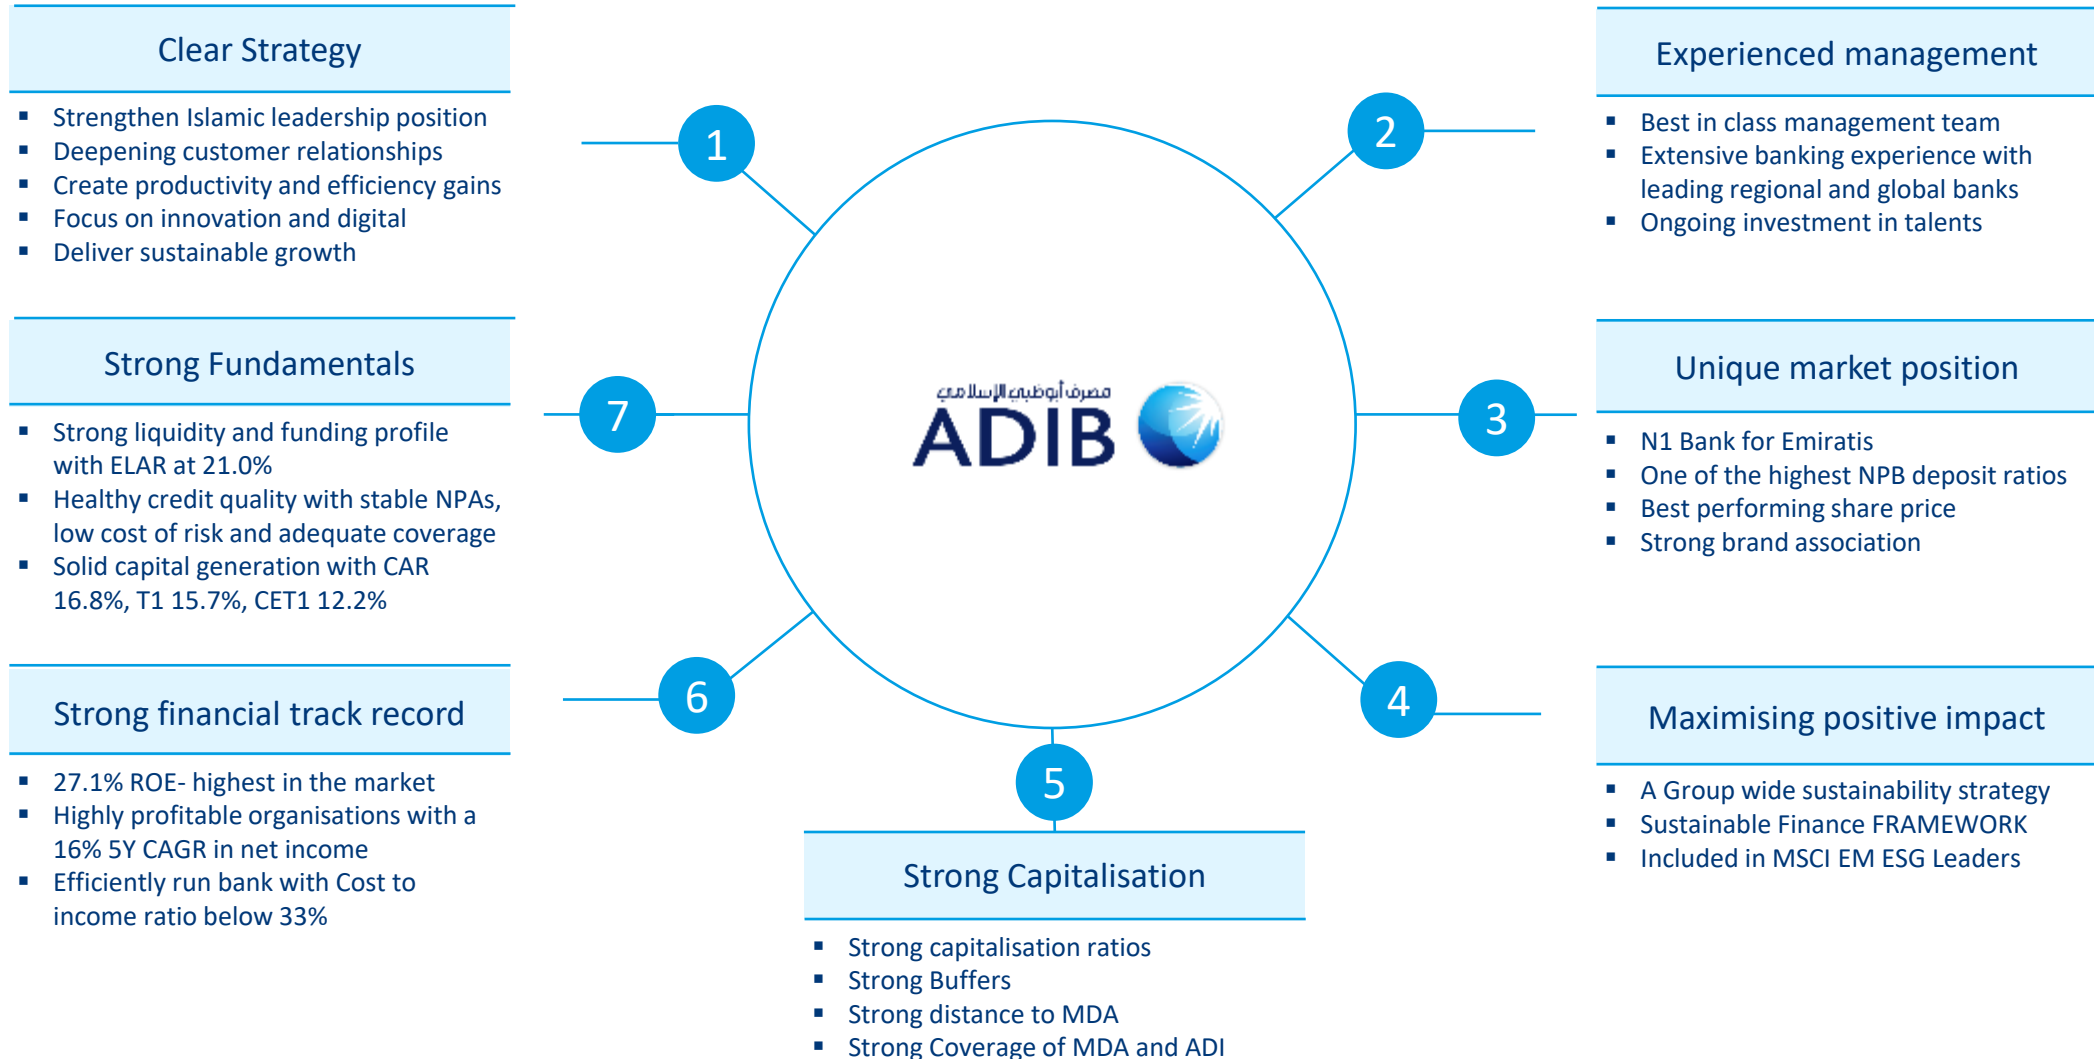 Clear Strategy
▪ Strengthen Islamic leadership position
▪ Deepening customer relationships
▪ Create productivity and efficiency gains
▪ Focus on innovation and digital
▪ Deliver sustainable growth
1
2
Experienced management
▪ Best in class management team
▪ Extensive banking experience with
leading regional and global banks
▪ Ongoing investment in talents
Strong Fundamentals
▪ Strong liquidity and funding profile
with ELAR at 21.0%
▪ Healthy credit quality with stable NPAs,
low cost of risk and adequate coverage
▪ Solid capital generation with CAR
16.8%, T1 15.7%, CET1 12.2%
7
مصرف أبوظبي الإسلامي
ADIB
3
Unique market position
▪ N1 Bank for Emiratis
▪ One of the highest NPB deposit ratios
▪ Best performing share price
▪ Strong brand association
Strong financial track record
▪ 27.1% ROE- highest in the market
▪ Highly profitable organisations with a
16% 5Y CAGR in net income
▪ Efficiently run bank with Cost to
income ratio below 33%
6
4
Maximising positive impact
▪ A Group wide sustainability strategy
▪ Sustainable Finance FRAMEWORK
▪ Included in MSCI EM ESG Leaders
5
Strong Capitalisation
▪ Strong capitalisation ratios
▪ Strong Buffers
▪ Strong distance to MDA
▪ Strong Coverage of MDA and ADI